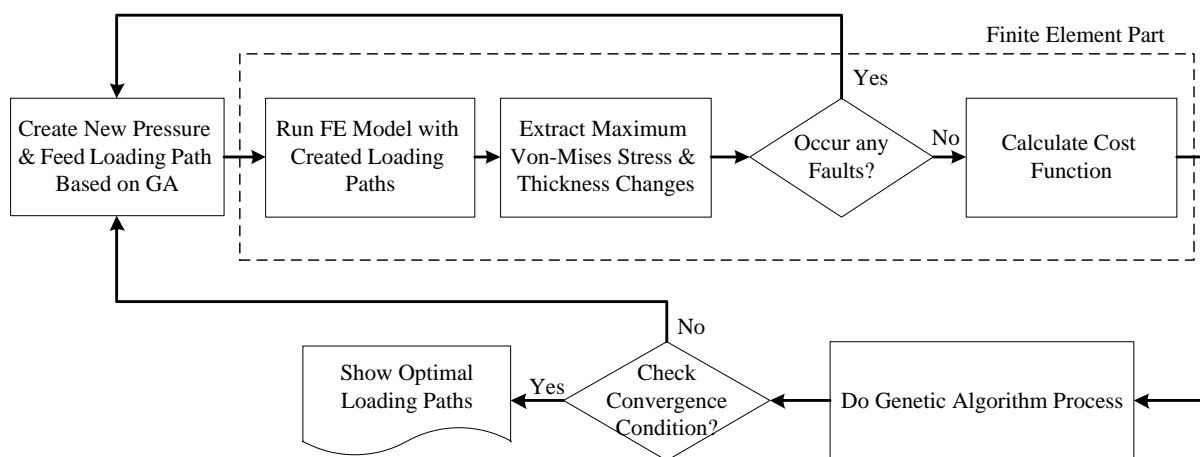 Finite Element Part
Yes
Create New Pressure
& Feed Loading Path
Based on GA
Run FE Model with
Created Loading
Paths
Extract Maximum
Von-Mises Stress &
Thickness Changes
Occur any
Faults?
No
Calculate Cost
Function
No
Show Optimal
Loading Paths
Yes
Check
Convergence
Condition?
Do Genetic Algorithm Process